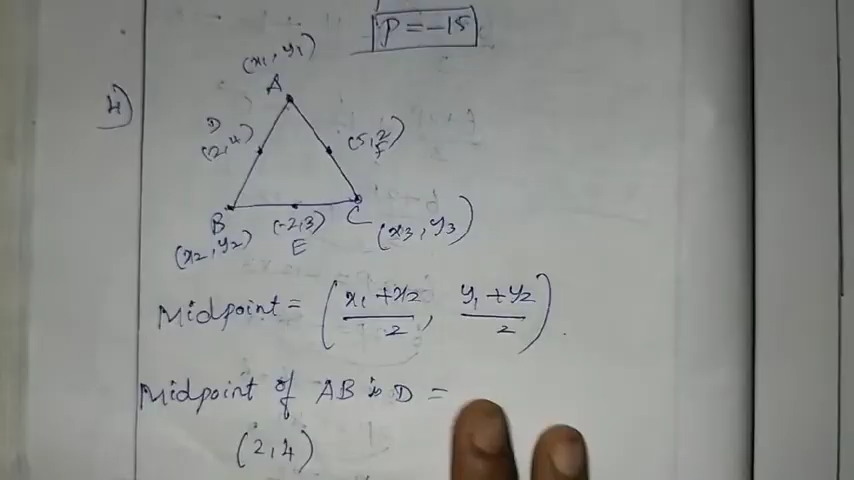 P = -15
4)
(x1, y1)
A
D
(2,4)
(5,2)
F
B
(-2,3)
C
(x2, y2)
E
(x3, y3)
Midpoint = (x1 + x2 / 2, y1 + y2 / 2).
Midpoint of AB is D =
(2,4)